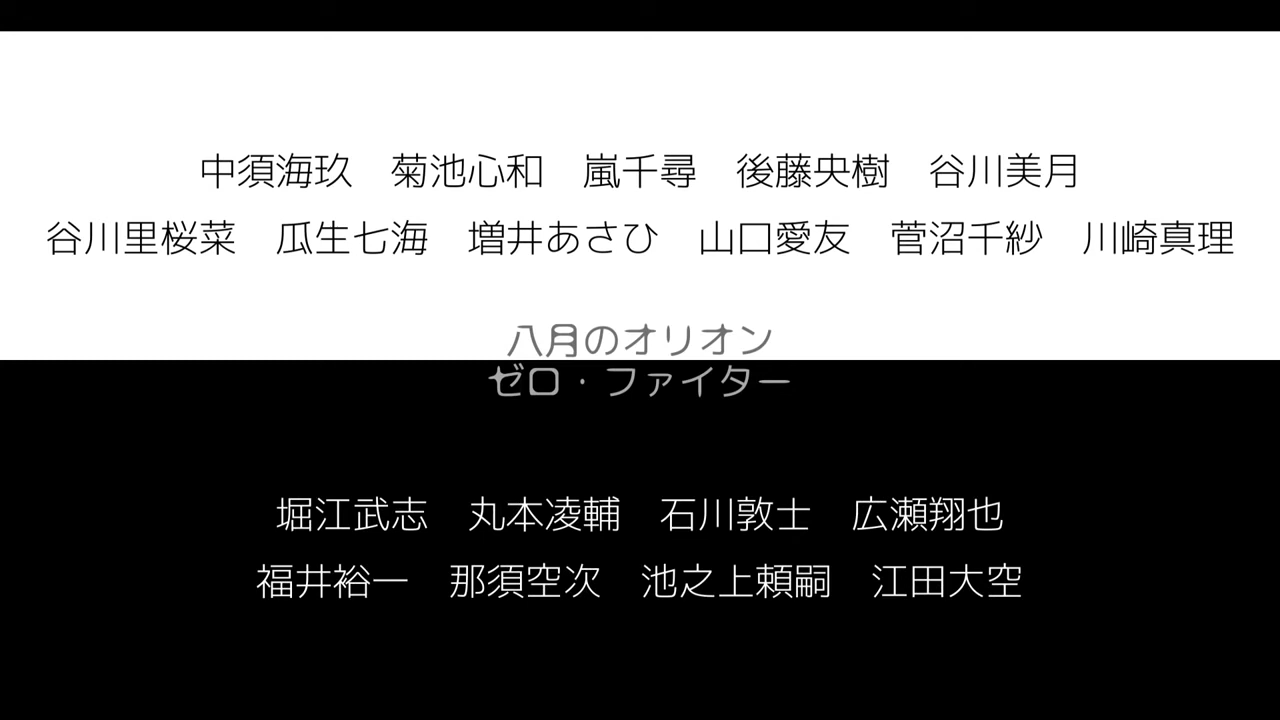 中須海玖　菊池心和　嵐千尋　後藤央樹　谷川美月
谷川里桜菜　瓜生七海　増井あさひ　山口愛友　菅沼千紗　川崎真理
八月のオリオン
ゼロ・ファイター
堀江武志　丸本凌輔　石川敦士　広瀬翔也
福井裕一　那須空次　池之上頼嗣　江田大空